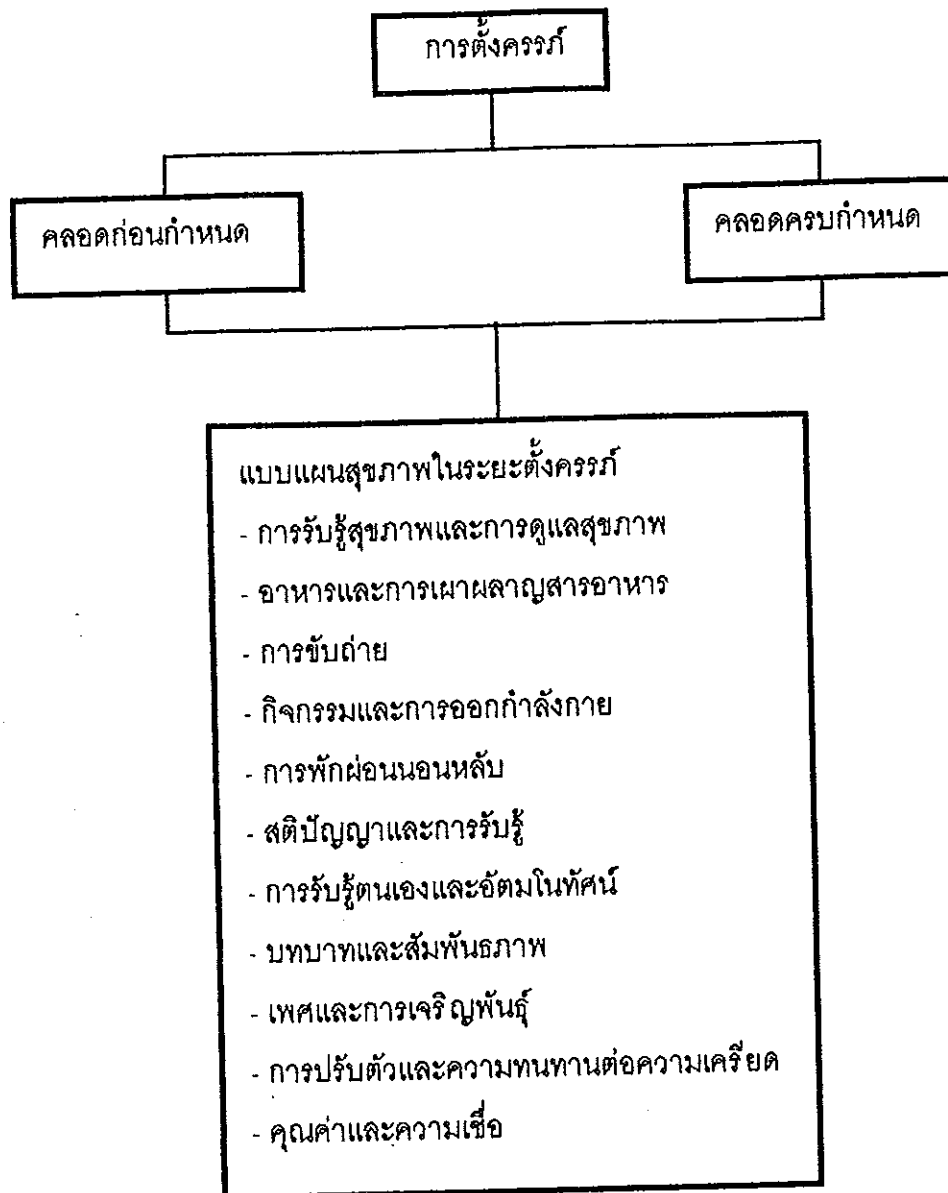 การตั้งครรภ์
คลอดก่อนกำหนด
คลอดครบกำหนด
แบบแผนสุขภาพในระยะตั้งครรภ์
- การรับรู้สุขภาพและการดูแลสุขภาพ
- อาหารและการเผาผลาญสารอาหาร
- การขับถ่าย
- กิจกรรมและการออกกำลังกาย
- การพักผ่อนนอนหลับ
- สติปัญญาและการรับรู้
- การรับรู้ตนเองและอัตมโนทัศน์
- บทบาทและสัมพันธภาพ
- เพศและการเจริญพันธุ์
- การปรับตัวและความทนทานต่อความเครียด
- คุณค่าและความเชื่อ